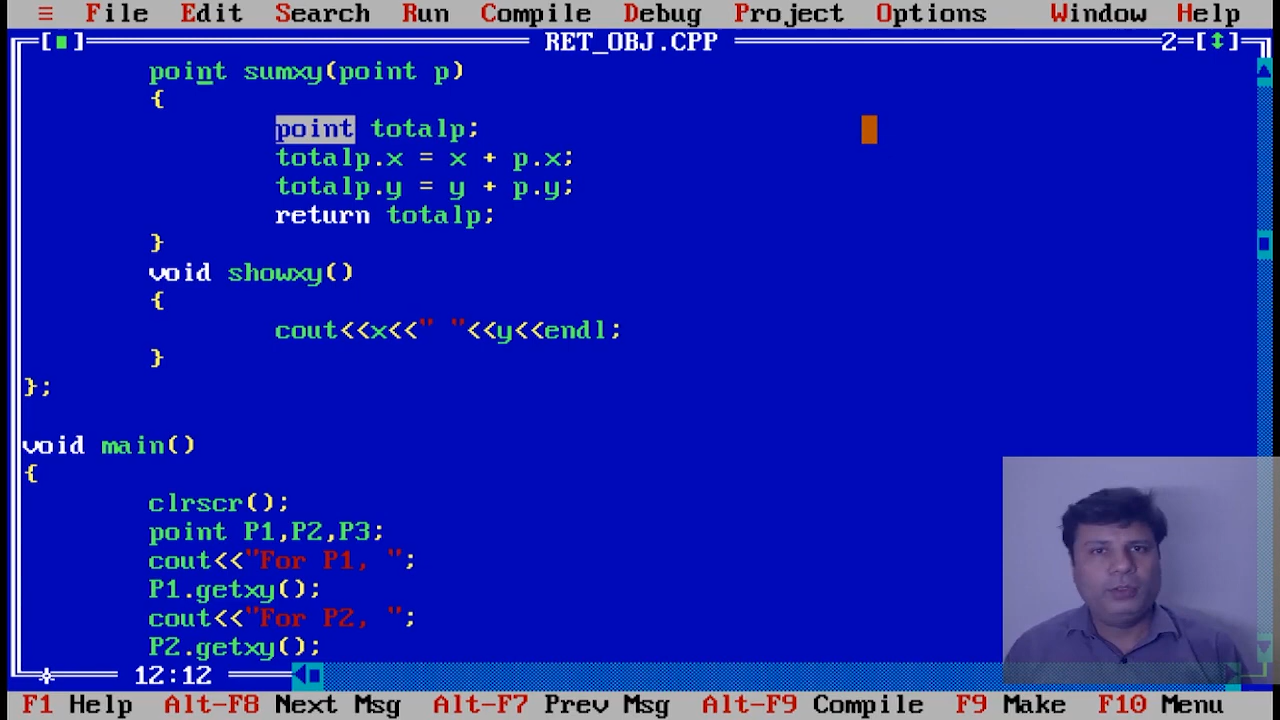 ≡ File Edit Search Run Compile Debug Project Options Window Help
[■] RET_OBJ.CPP 2=[↕]
point sumxy(point p)
{
point totalp;
totalp.x = x + p.x;
totalp.y = y + p.y;
return totalp;
}
void showxy()
{
cout<<x<<" "<<y<<endl;
}
};
void main()
{
clrscr();
point P1,P2,P3;
cout<<"For P1, ";
P1.getxy();
cout<<"For P2, ";
P2.getxy();
12:12
F1 Help Alt-F8 Next Msg Alt-F7 Prev Msg Alt-F9 Compile F9 Make F10 Menu